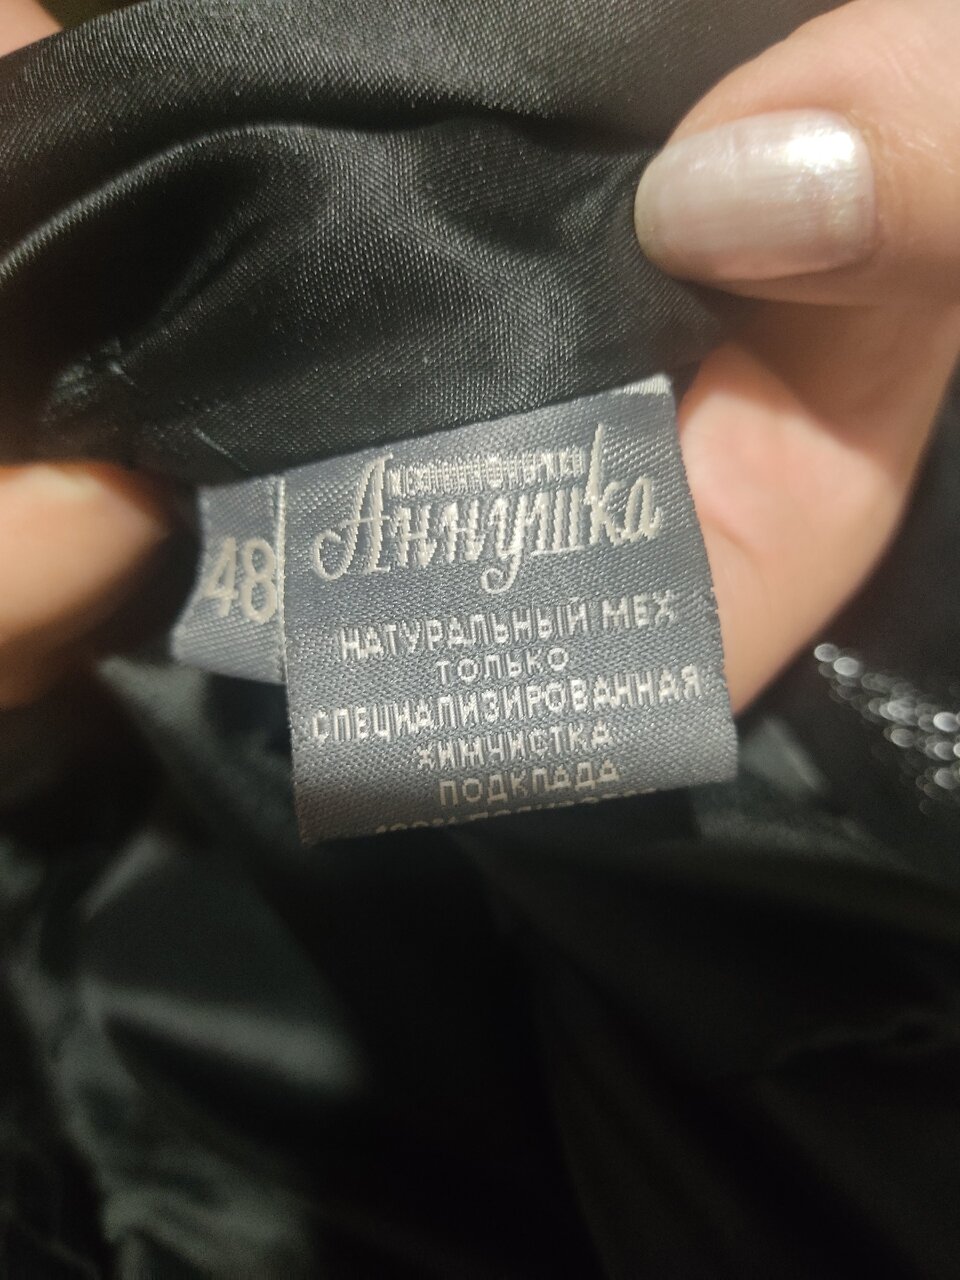 Аннушка
48
НАТУРАЛЬНЫЙ МЕХ
ТОЛЬКО
СПЕЦИАЛИЗИРОВАННАЯ
ХИМЧИСТКА
ПОДКЛАДА